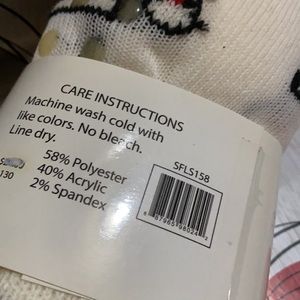 CARE INSTRUCTIONS
Machine wash cold with
like colors. No bleach.
Line dry.
58% Polyester
40% Acrylic
2% Spandex
130
SFLS158